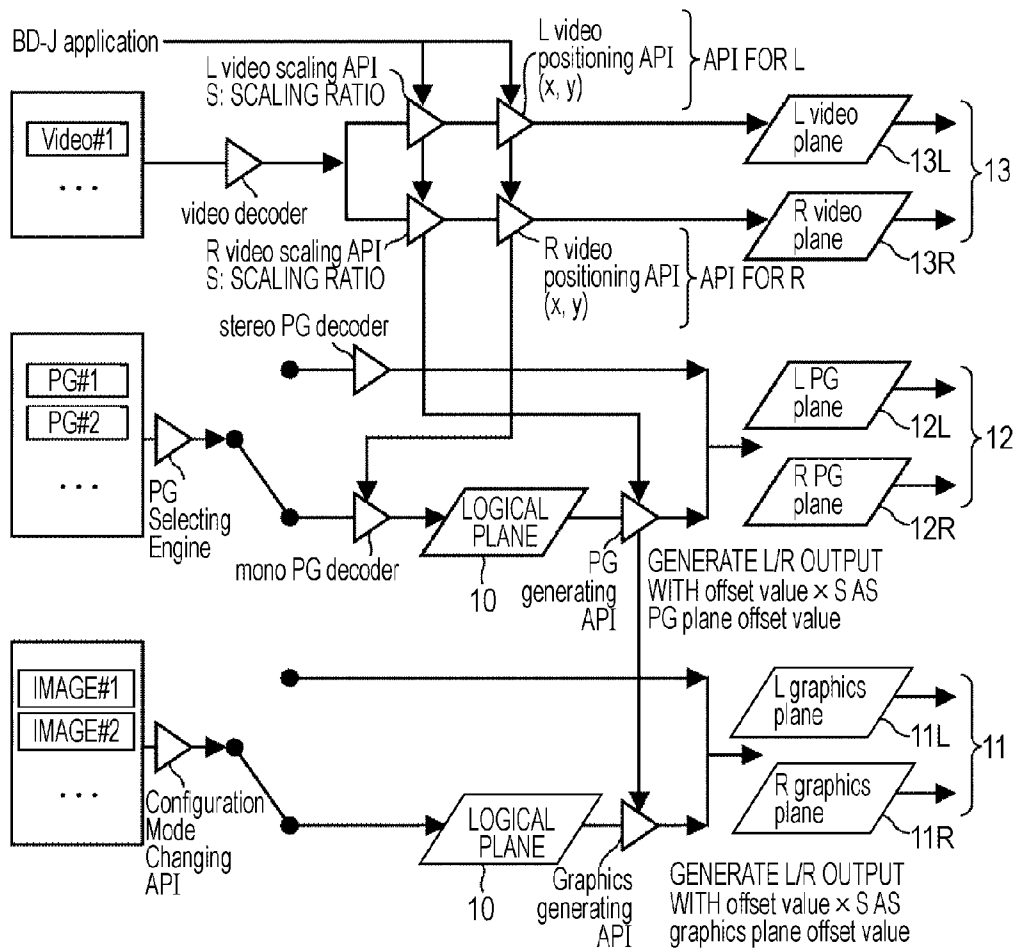 BD-J application
L video scaling API
S: SCALING RATIO
L video
positioning API
(x, y)
API FOR L
Video#1
...
video decoder
L video
plane
13L
13
R video
plane
13R
R video scaling API
S: SCALING RATIO
R video
positioning API
(x, y)
API FOR R
stereo PG decoder
PG#1
PG#2
...
PG
Selecting
Engine
mono PG decoder
LOGICAL
PLANE
10
PG
generating
API
L PG
plane
12L
12
R PG
plane
12R
GENERATE L/R OUTPUT
WITH offset value × S AS
PG plane offset value
IMAGE#1
IMAGE#2
...
Configuration
Mode
Changing
API
LOGICAL
PLANE
10
Graphics
generating
API
L graphics
plane
11L
11
R graphics
plane
11R
GENERATE L/R OUTPUT
WITH offset value × S AS
graphics plane offset value